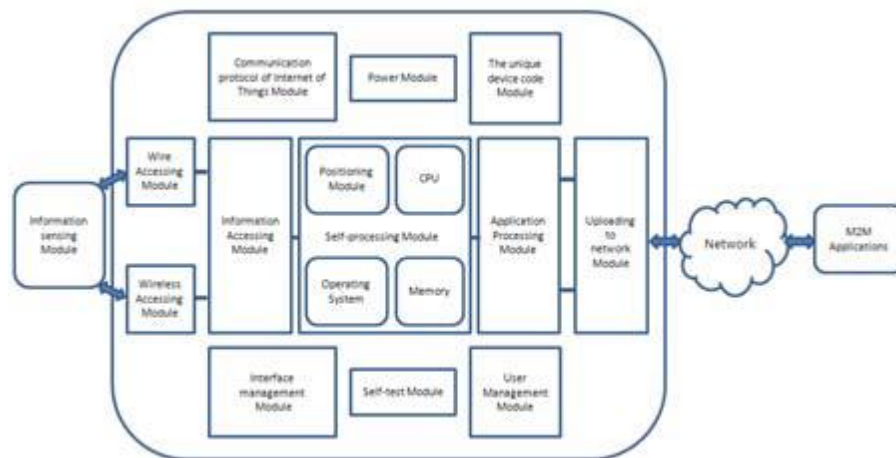 Communication
protocol of Internet of
Things Module
Power Module
The unique
device code
Module
Wire
Accessing
Module
Positioning
Module
CPU
Information
sensing
Module
Information
Accessing
Module
Self-processing Module
Application
Processing
Module
Uploading
to
network
Module
Network
M2M
Applications
Wireless
Accessing
Module
Operating
System
Memory
Interface
management
Module
Self-test Module
User
Management
Module